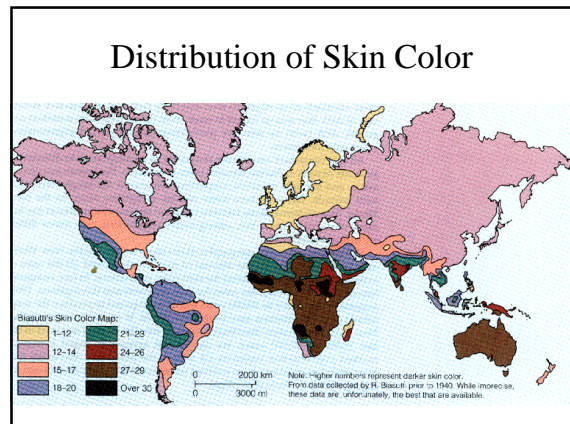 Distribution of Skin Color
Biasutti's Skin Color Map:
1–12
12–14
15–17
18–20
21–23
24–26
27–29
Over 30
0 2000 km
0 3000 ml
Note: Higher numbers represent darker skin color.
From data collected by R. Biasutti prior to 1940. While imprecise,
these data are, unfortunately, the best that are available.